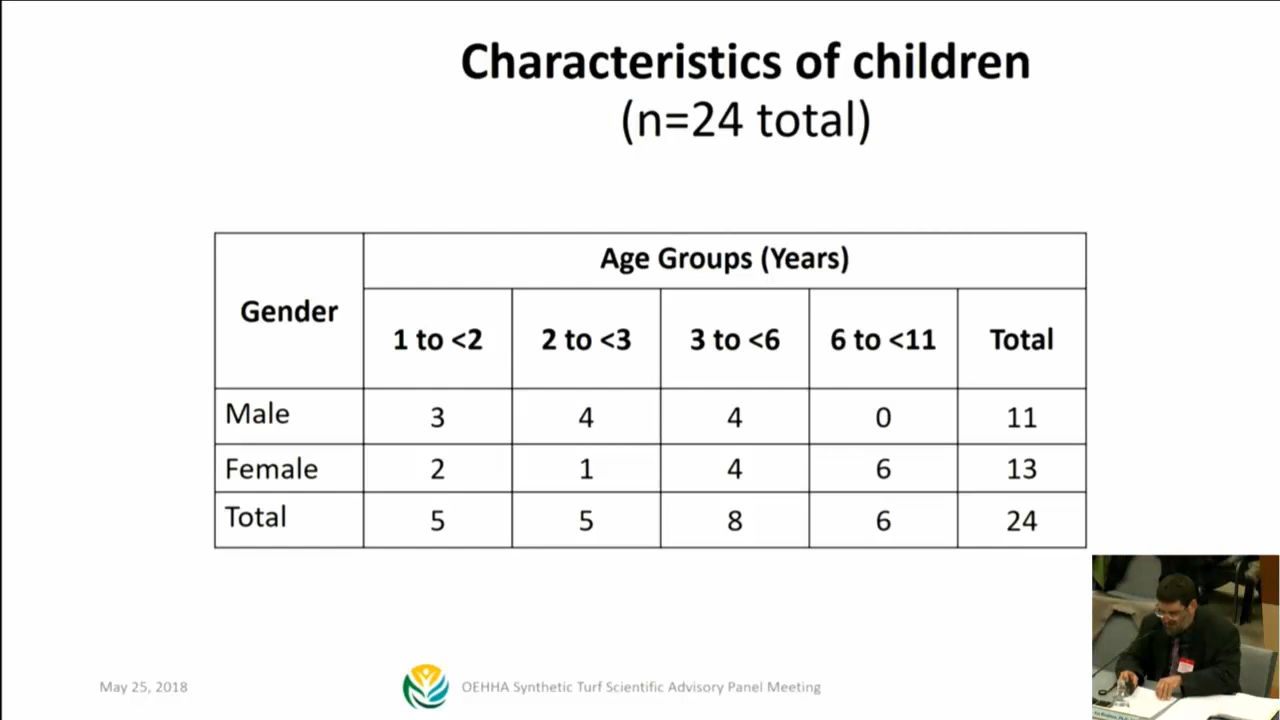 Characteristics of children
(n=24 total)
Gender
Age Groups (Years)
1 to <2 2 to <3 3 to <6 6 to <11 Total
Male 3 4 4 0 11
Female 2 1 4 6 13
Total 5 5 8 6 24
May 25, 2018
OEHHA Synthetic Turf Scientific Advisory Panel Meeting